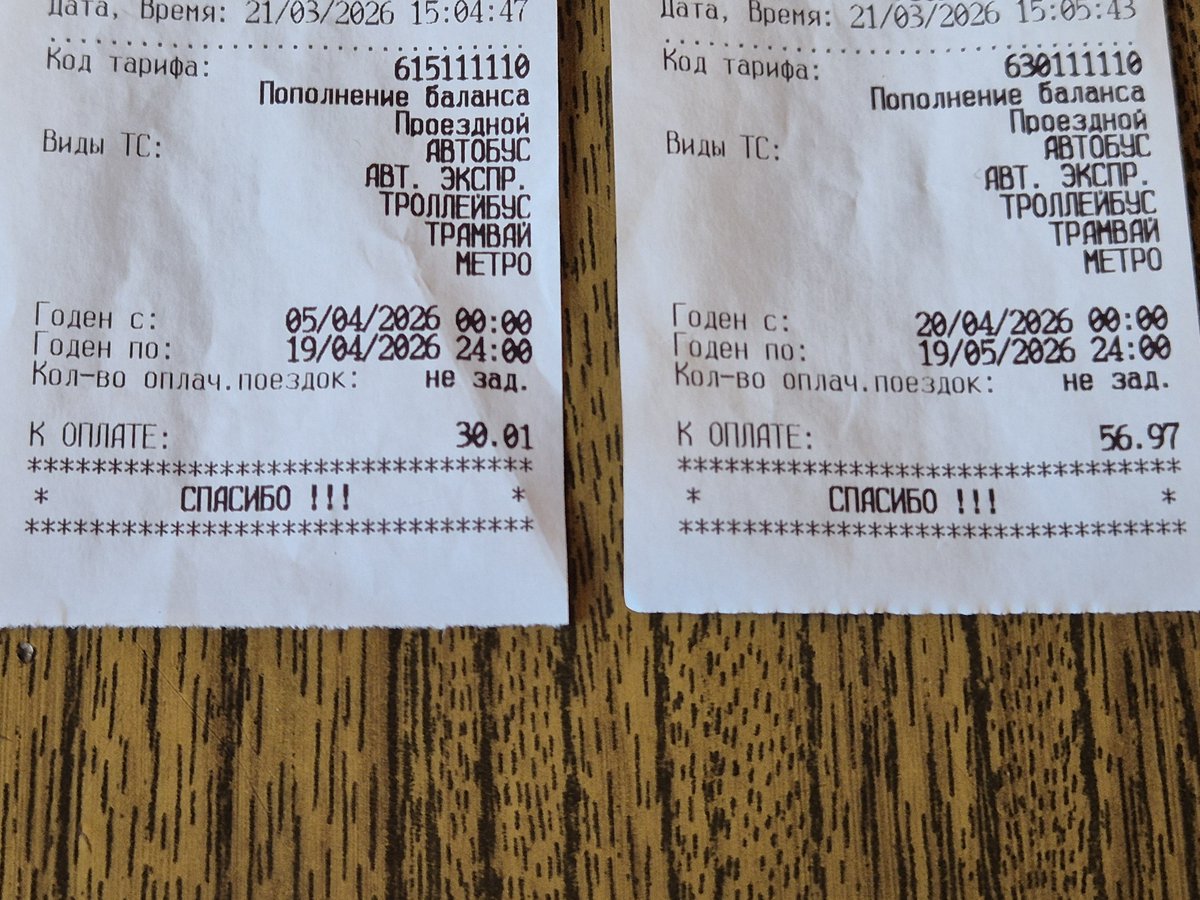 Дата, Время: 21/03/2026 15:04:47
................................
Код тарифа: 615111110
Пополнение баланса
Проездной
Виды ТС: АВТОБУС
АВТ. ЭКСПР.
ТРОЛЛЕЙБУС
ТРАМВАЙ
МЕТРО
Годен с: 05/04/2026 00:00
Годен по: 19/04/2026 24:00
Кол-во оплач.поездок: не зад.
К ОПЛАТЕ: 30.01
********************************
* СПАСИБО !!! *
********************************
Дата, Время: 21/03/2026 15:05:43
................................
Код тарифа: 630111110
Пополнение баланса
Проездной
Виды ТС: АВТОБУС
АВТ. ЭКСПР.
ТРОЛЛЕЙБУС
ТРАМВАЙ
МЕТРО
Годен с: 20/04/2026 00:00
Годен по: 19/05/2026 24:00
Кол-во оплач.поездок: не зад.
К ОПЛАТЕ: 56.97
********************************
* СПАСИБО !!! *
********************************